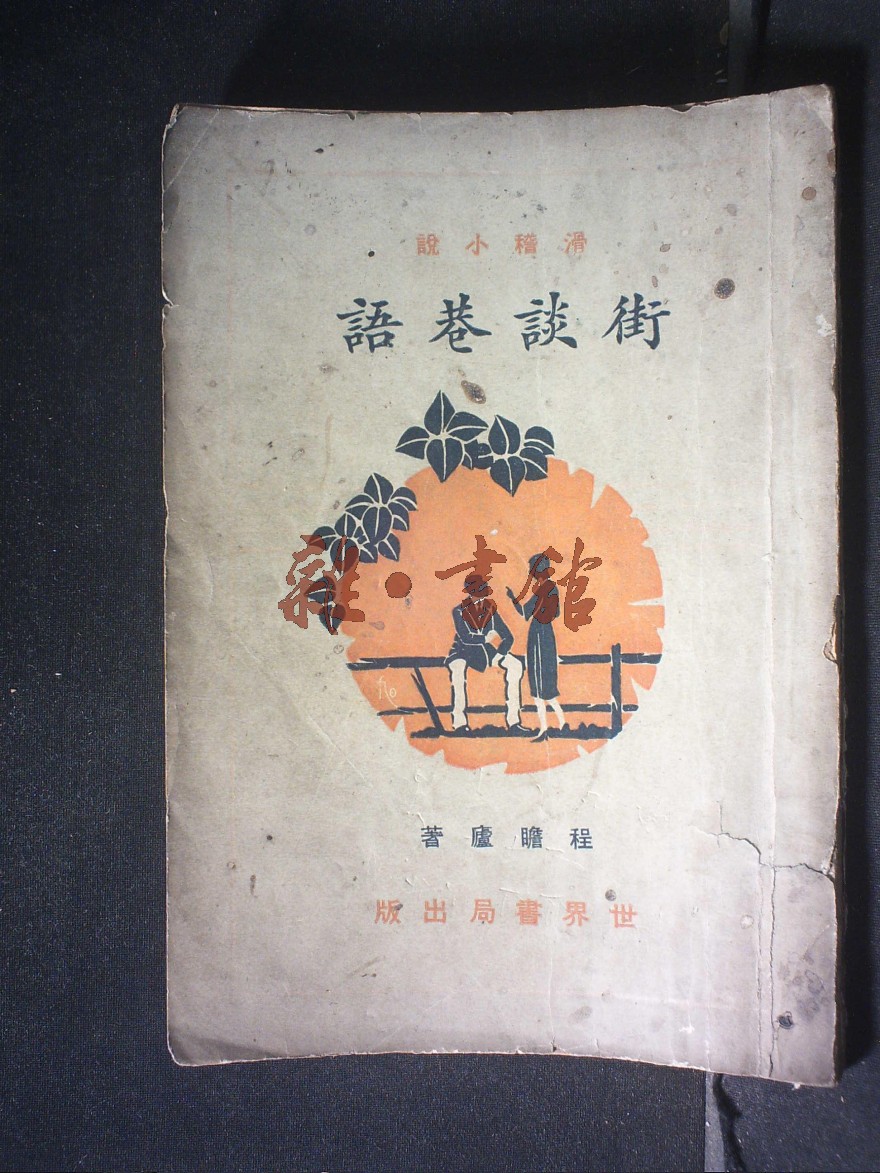 滑稽小說
街談巷語
雜·書館
程瞻廬著
世界書局出版